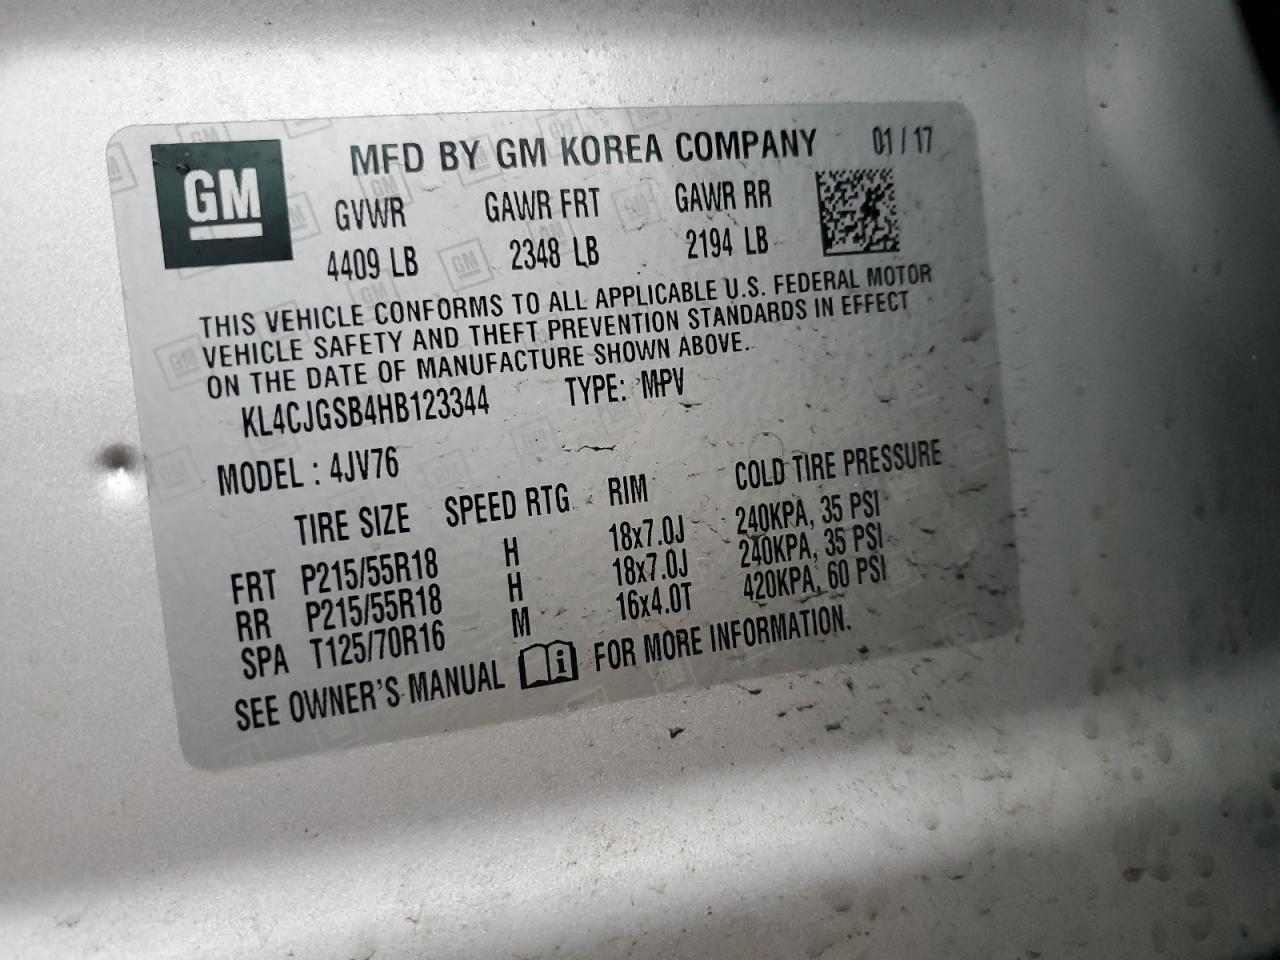 GM
MFD BY GM KOREA COMPANY 01 / 17
GVWR GAWR FRT GAWR RR
4409 LB 2348 LB 2194 LB
THIS VEHICLE CONFORMS TO ALL APPLICABLE U.S. FEDERAL MOTOR
VEHICLE SAFETY AND THEFT PREVENTION STANDARDS IN EFFECT
ON THE DATE OF MANUFACTURE SHOWN ABOVE.
KL4CJGSB4HB123344 TYPE: MPV
MODEL : 4JV76
TIRE SIZE SPEED RTG RIM COLD TIRE PRESSURE
FRT P215/55R18 H 18x7.0J 240KPA, 35 PSI
RR P215/55R18 H 18x7.0J 240KPA, 35 PSI
SPA T125/70R16 M 16x4.0T 420KPA, 60 PSI
SEE OWNER'S MANUAL i FOR MORE INFORMATION.